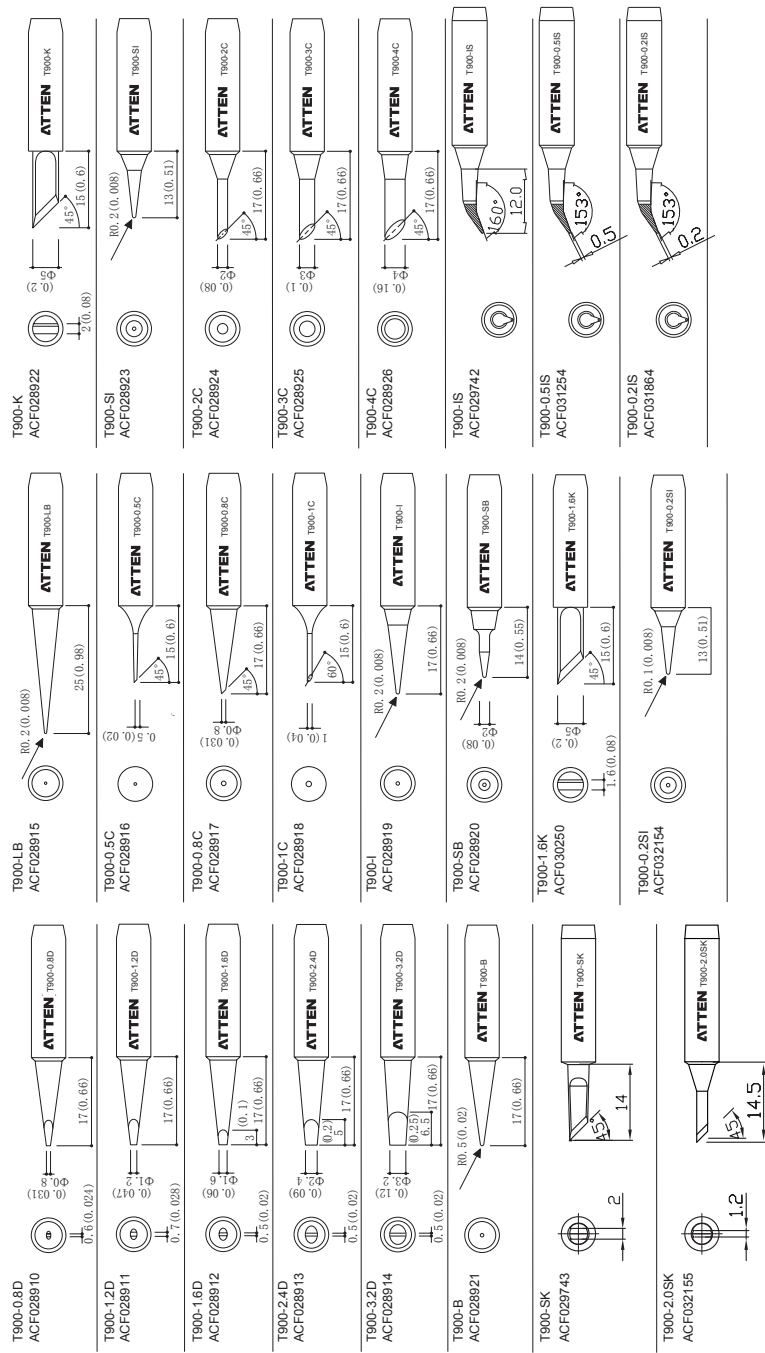 T900-0.8D
ACF028910
0.6(0.024)
Φ0.8
(0.031)
17(0.66)
ATTEN T900-0.8D
T900-1.2D
ACF028911
0.7(0.028)
Φ1.2
(0.047)
17(0.66)
ATTEN T900-1.2D
T900-1.6D
ACF028912
0.5(0.02)
Φ1.6
(0.06)
3
(0.1)
17(0.66)
ATTEN T900-1.6D
T900-2.4D
ACF028913
0.5(0.02)
Φ2.4
(0.09)
(0.2)
5
17(0.66)
ATTEN T900-2.4D
T900-3.2D
ACF028914
0.5(0.02)
Φ3.2
(0.12)
(0.25)
6.5
17(0.66)
ATTEN T900-3.2D
T900-B
ACF028921
R0.5(0.02)
17(0.66)
ATTEN T900-B
T900-SK
ACF029743
2
45°
14
ATTEN T900-SK
T900-2.0SK
ACF032155
1.2
45°
14.5
ATTEN T900-2.0SK
T900-LB
ACF028915
R0.2(0.008)
25(0.98)
ATTEN T900-LB
T900-0.5C
ACF028916
0.5(0.02)
45°
15(0.6)
ATTEN T900-0.5C
T900-0.8C
ACF028917
Φ0.8
(0.031)
45°
17(0.66)
ATTEN T900-0.8C
T900-1C
ACF028918
1(0.04)
60°
15(0.6)
ATTEN T900-1C
T900-I
ACF028919
R0.2(0.008)
17(0.66)
ATTEN T900-I
T900-SB
ACF028920
R0.2(0.008)
Φ2
(0.08)
14(0.55)
ATTEN T900-SB
T900-1.6K
ACF030250
1.6(0.08)
Φ5
(0.2)
45°
15(0.6)
ATTEN T900-1.6K
T900-0.2SI
ACF032154
R0.1(0.008)
13(0.51)
ATTEN T900-0.2SI
T900-K
ACF028922
2(0.08)
Φ5
(0.2)
45°
15(0.6)
ATTEN T900-K
T900-SI
ACF028923
R0.2(0.008)
13(0.51)
ATTEN T900-SI
T900-2C
ACF028924
Φ2
(0.08)
45°
17(0.66)
ATTEN T900-2C
T900-3C
ACF028925
Φ3
(0.1)
45°
17(0.66)
ATTEN T900-3C
T900-4C
ACF028926
Φ4
(0.16)
45°
17(0.66)
ATTEN T900-4C
T900-IS
ACF029742
160°
12.0
ATTEN T900-IS
T900-0.5IS
ACF031254
153°
0.5
ATTEN T900-0.5IS
T900-0.2IS
ACF031864
153°
0.2
ATTEN T900-0.2IS